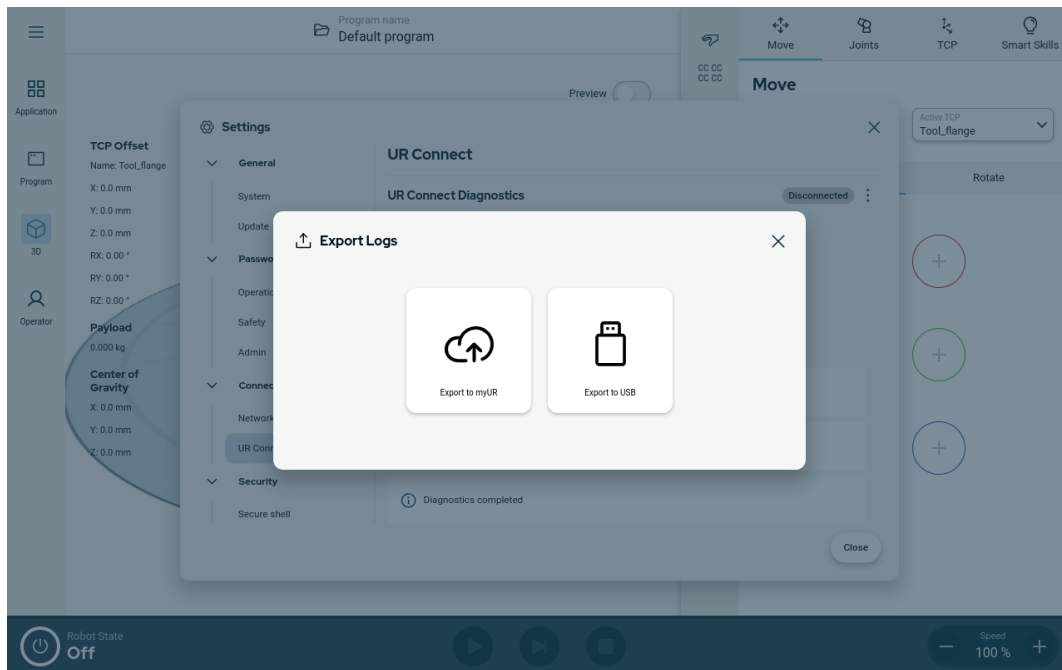 Program name
Default program
Move
Joints
TCP
Smart Skills
CC CC
CC CC
Move
Preview
Application
Active TCP
Tool_flange
Settings
TCP Offset
Name: Tool_flange
X: 0.0 mm
Y: 0.0 mm
Z: 0.0 mm
RX: 0.00 °
RY: 0.00 °
RZ: 0.00 °
Payload
0.000 kg
Center of
Gravity
X: 0.0 mm
Y: 0.0 mm
Z: 0.0 mm
Program
3D
Operator
General
System
Update
Operatio
Safety
Admin
Network
Security
Secure shell
UR Connect
UR Connect Diagnostics
Disconnected
Rotate
Export Logs
Export to myUR
Export to USB
Diagnostics completed
Close
Robot State
Off
Speed
100 %